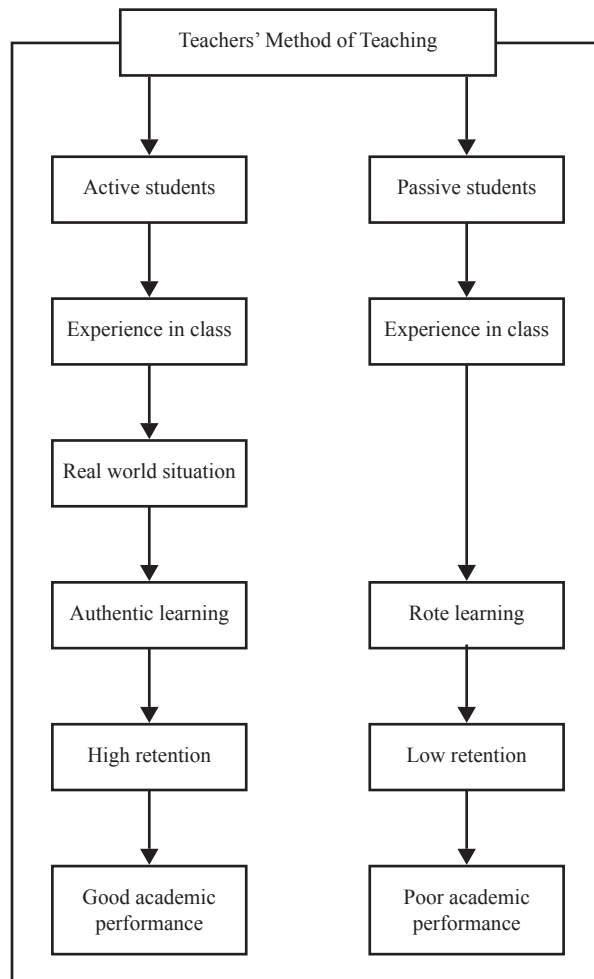 Teachers’ Method of Teaching
Active students
Passive students
Experience in class
Experience in class
Real world situation
Authentic learning
Rote learning
High retention
Low retention
Good academic
performance
Poor academic
performance